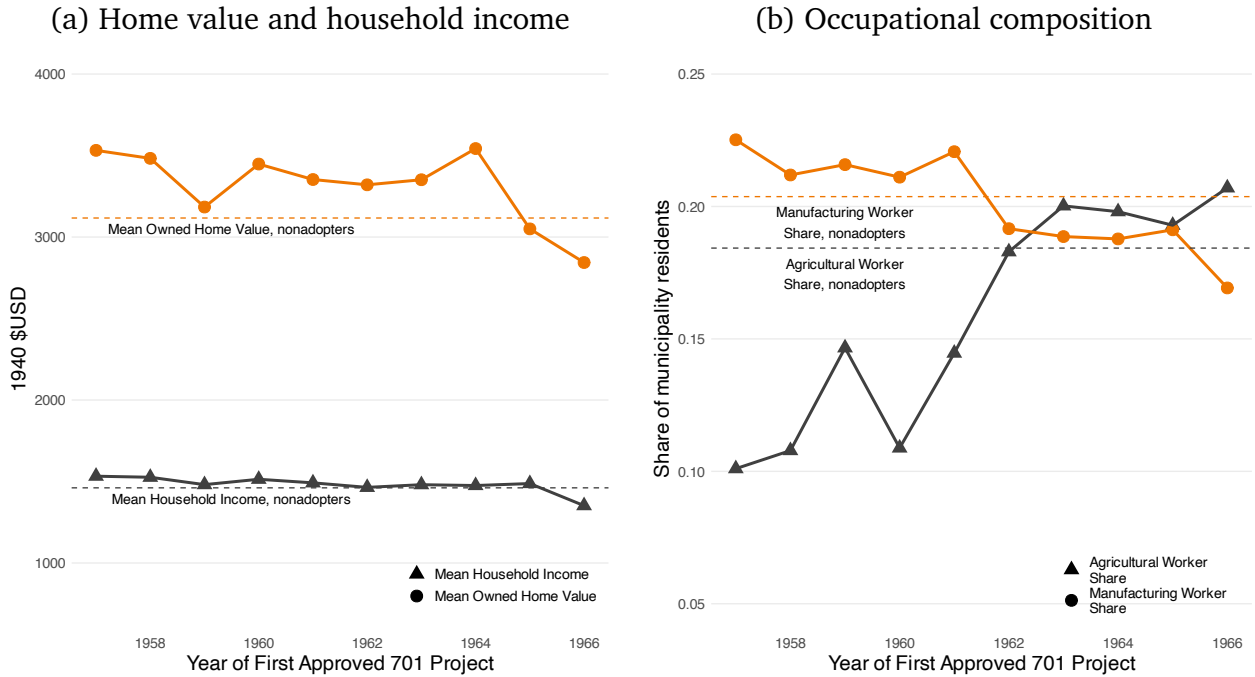 (a) Home value and household income
4000
3000
2000
1000
1940 $USD
Mean Owned Home Value, nonadopters
Mean Household Income, nonadopters
Mean Household Income
Mean Owned Home Value
1958 1960 1962 1964 1966
Year of First Approved 701 Project
(b) Occupational composition
0.25
0.20
0.15
0.10
0.05
Share of municipality residents
Manufacturing Worker
Share, nonadopters
Agricultural Worker
Share, nonadopters
Agricultural Worker
Share
Manufacturing Worker
Share
1958 1960 1962 1964 1966
Year of First Approved 701 Project